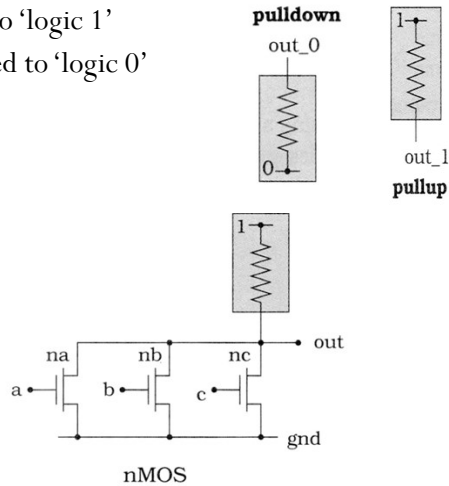 o ‘logic 1’
ed to ‘logic 0’
pulldown
out_0
0
1
out_1
pullup
1
out
na
nb
nc
a
b
c
gnd
nMOS